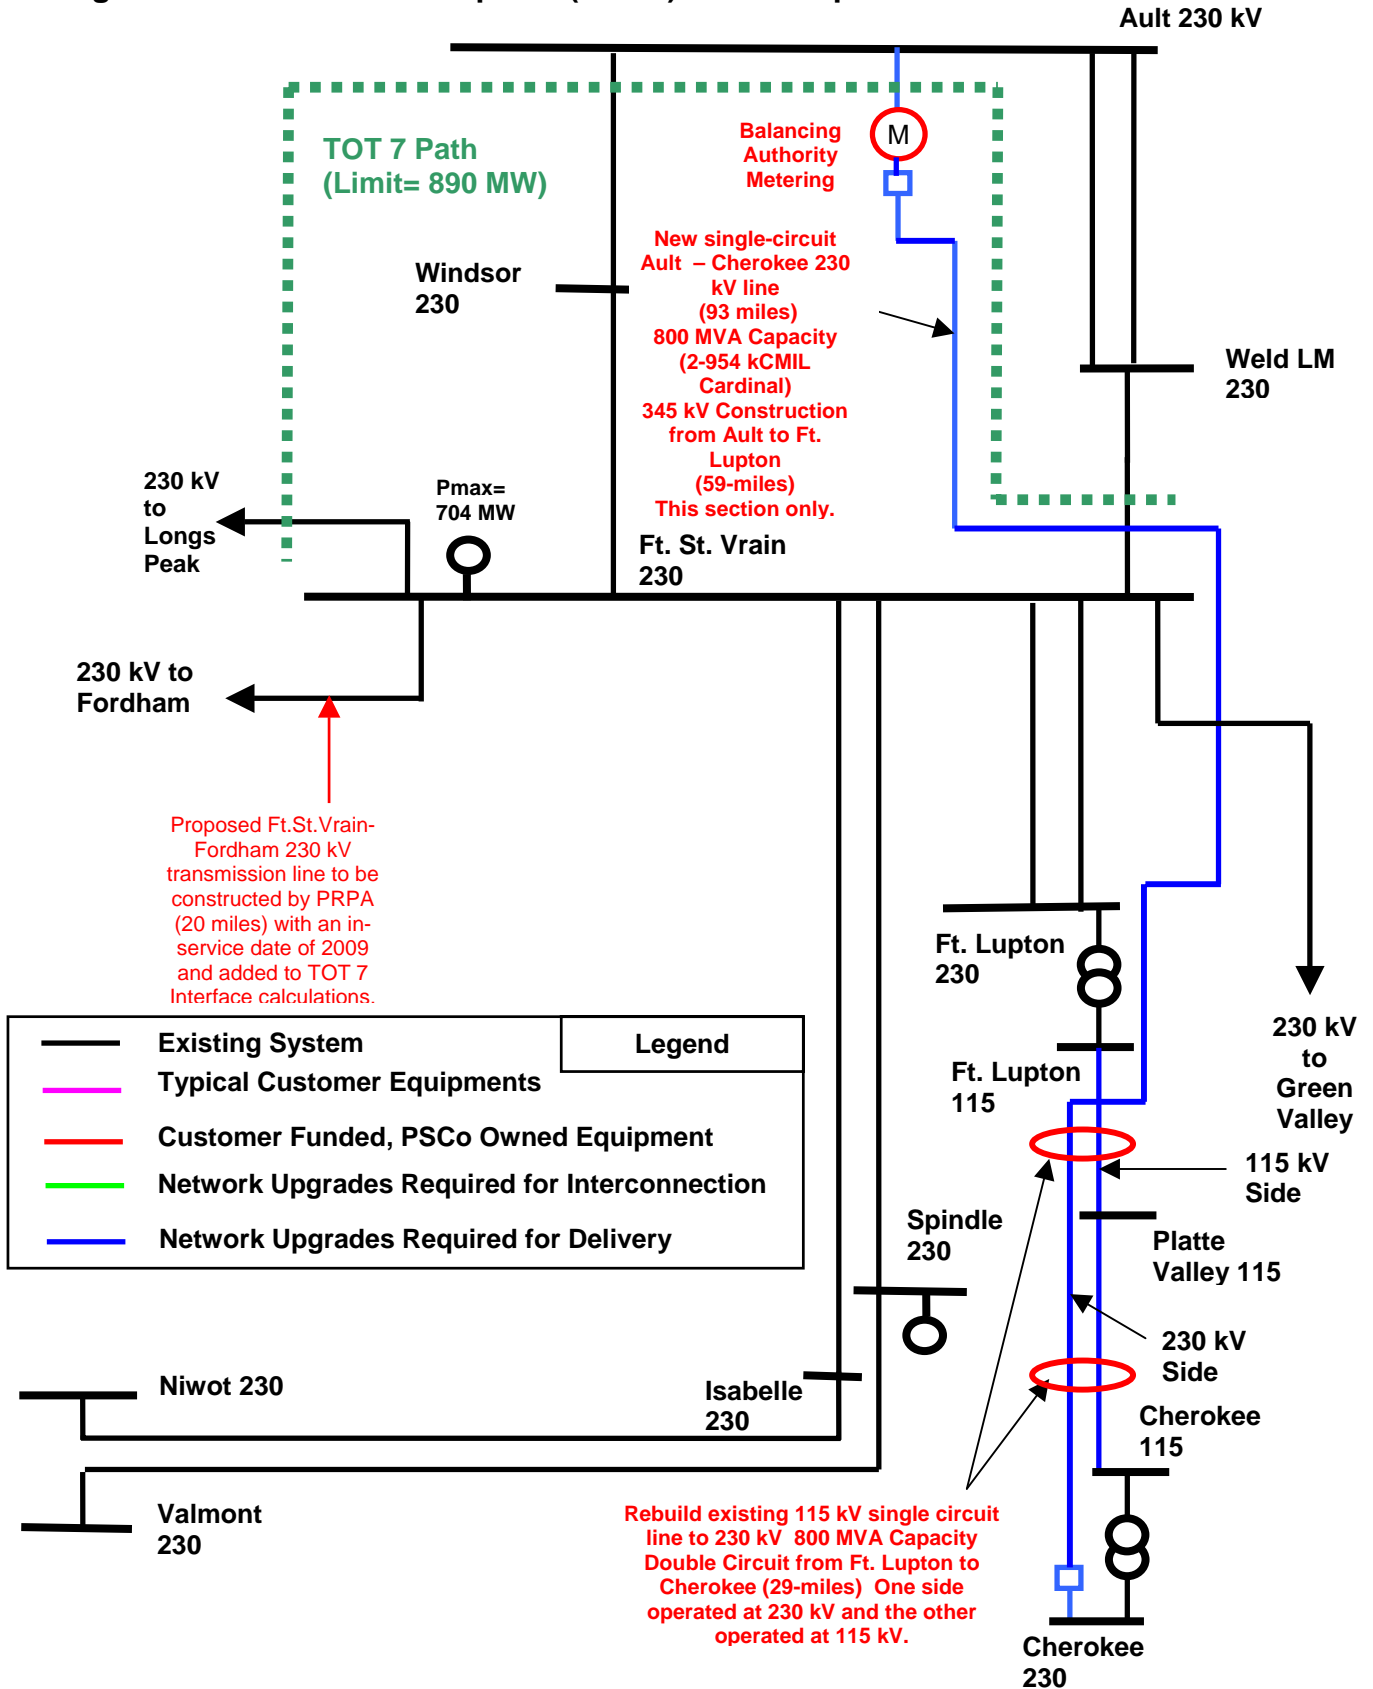 Ault 230 kV
TOT 7 Path
(Limit= 890 MW)
Balancing
Authority
Metering
M
Windsor
230
New single-circuit
Ault – Cherokee 230
kV line
(93 miles)
800 MVA Capacity
(2-954 kCMIL
Cardinal)
345 kV Construction
from Ault to Ft.
Lupton
(59-miles)
This section only.
Weld LM
230
230 kV
to
Longs
Peak
Pmax=
704 MW
Ft. St. Vrain
230
230 kV to
Fordham
Proposed Ft.St.Vrain-
Fordham 230 kV
transmission line to be
constructed by PRPA
(20 miles) with an in-
service date of 2009
and added to TOT 7
Interface calculations.
Ft. Lupton
230
230 kV
to
Green
Valley
Legend
Existing System
Typical Customer Equipments
Customer Funded, PSCo Owned Equipment
Network Upgrades Required for Interconnection
Network Upgrades Required for Delivery
Ft. Lupton
115
115 kV
Side
Spindle
230
Platte
Valley 115
230 kV
Side
Niwot 230
Isabelle
230
Cherokee
115
Valmont
230
Rebuild existing 115 kV single circuit
line to 230 kV 800 MVA Capacity
Double Circuit from Ft. Lupton to
Cherokee (29-miles) One side
operated at 230 kV and the other
operated at 115 kV.
Cherokee
230